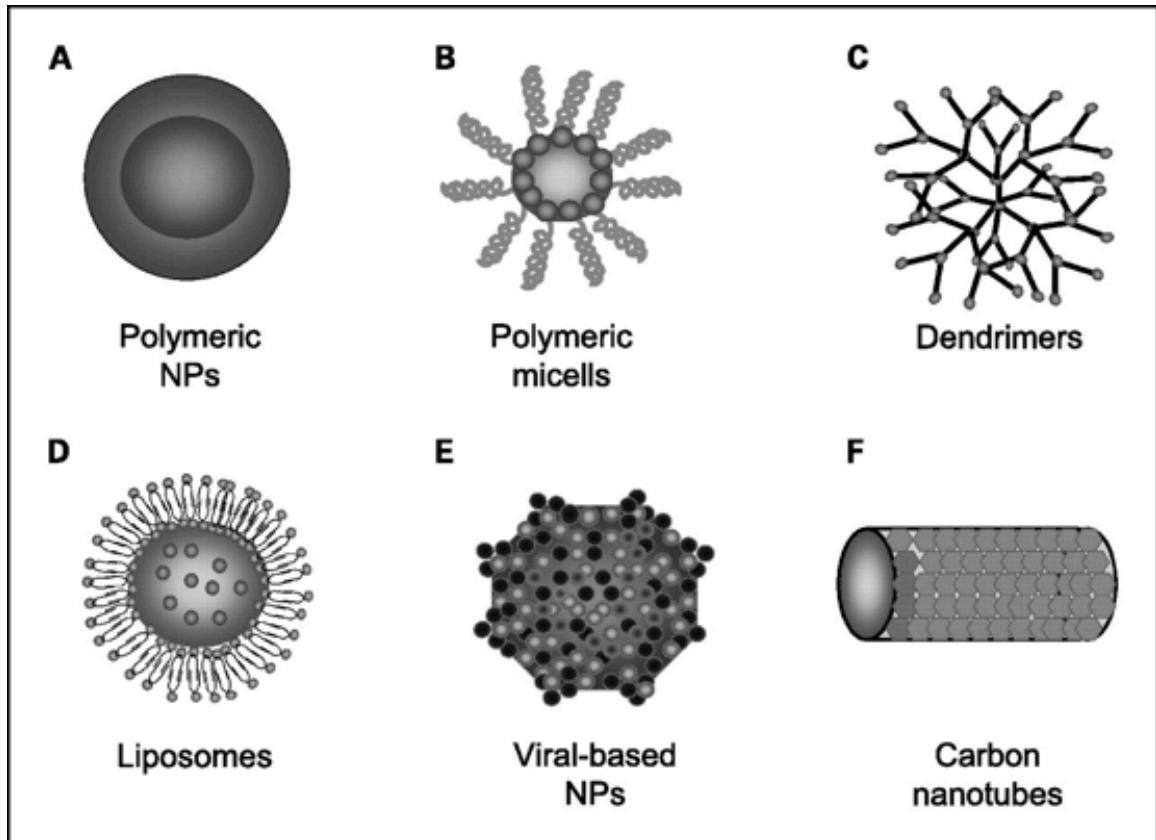 A
B
C
Polymeric
NPs
Polymeric
micells
Dendrimers
D
E
F
Liposomes
Viral-based
NPs
Carbon
nanotubes